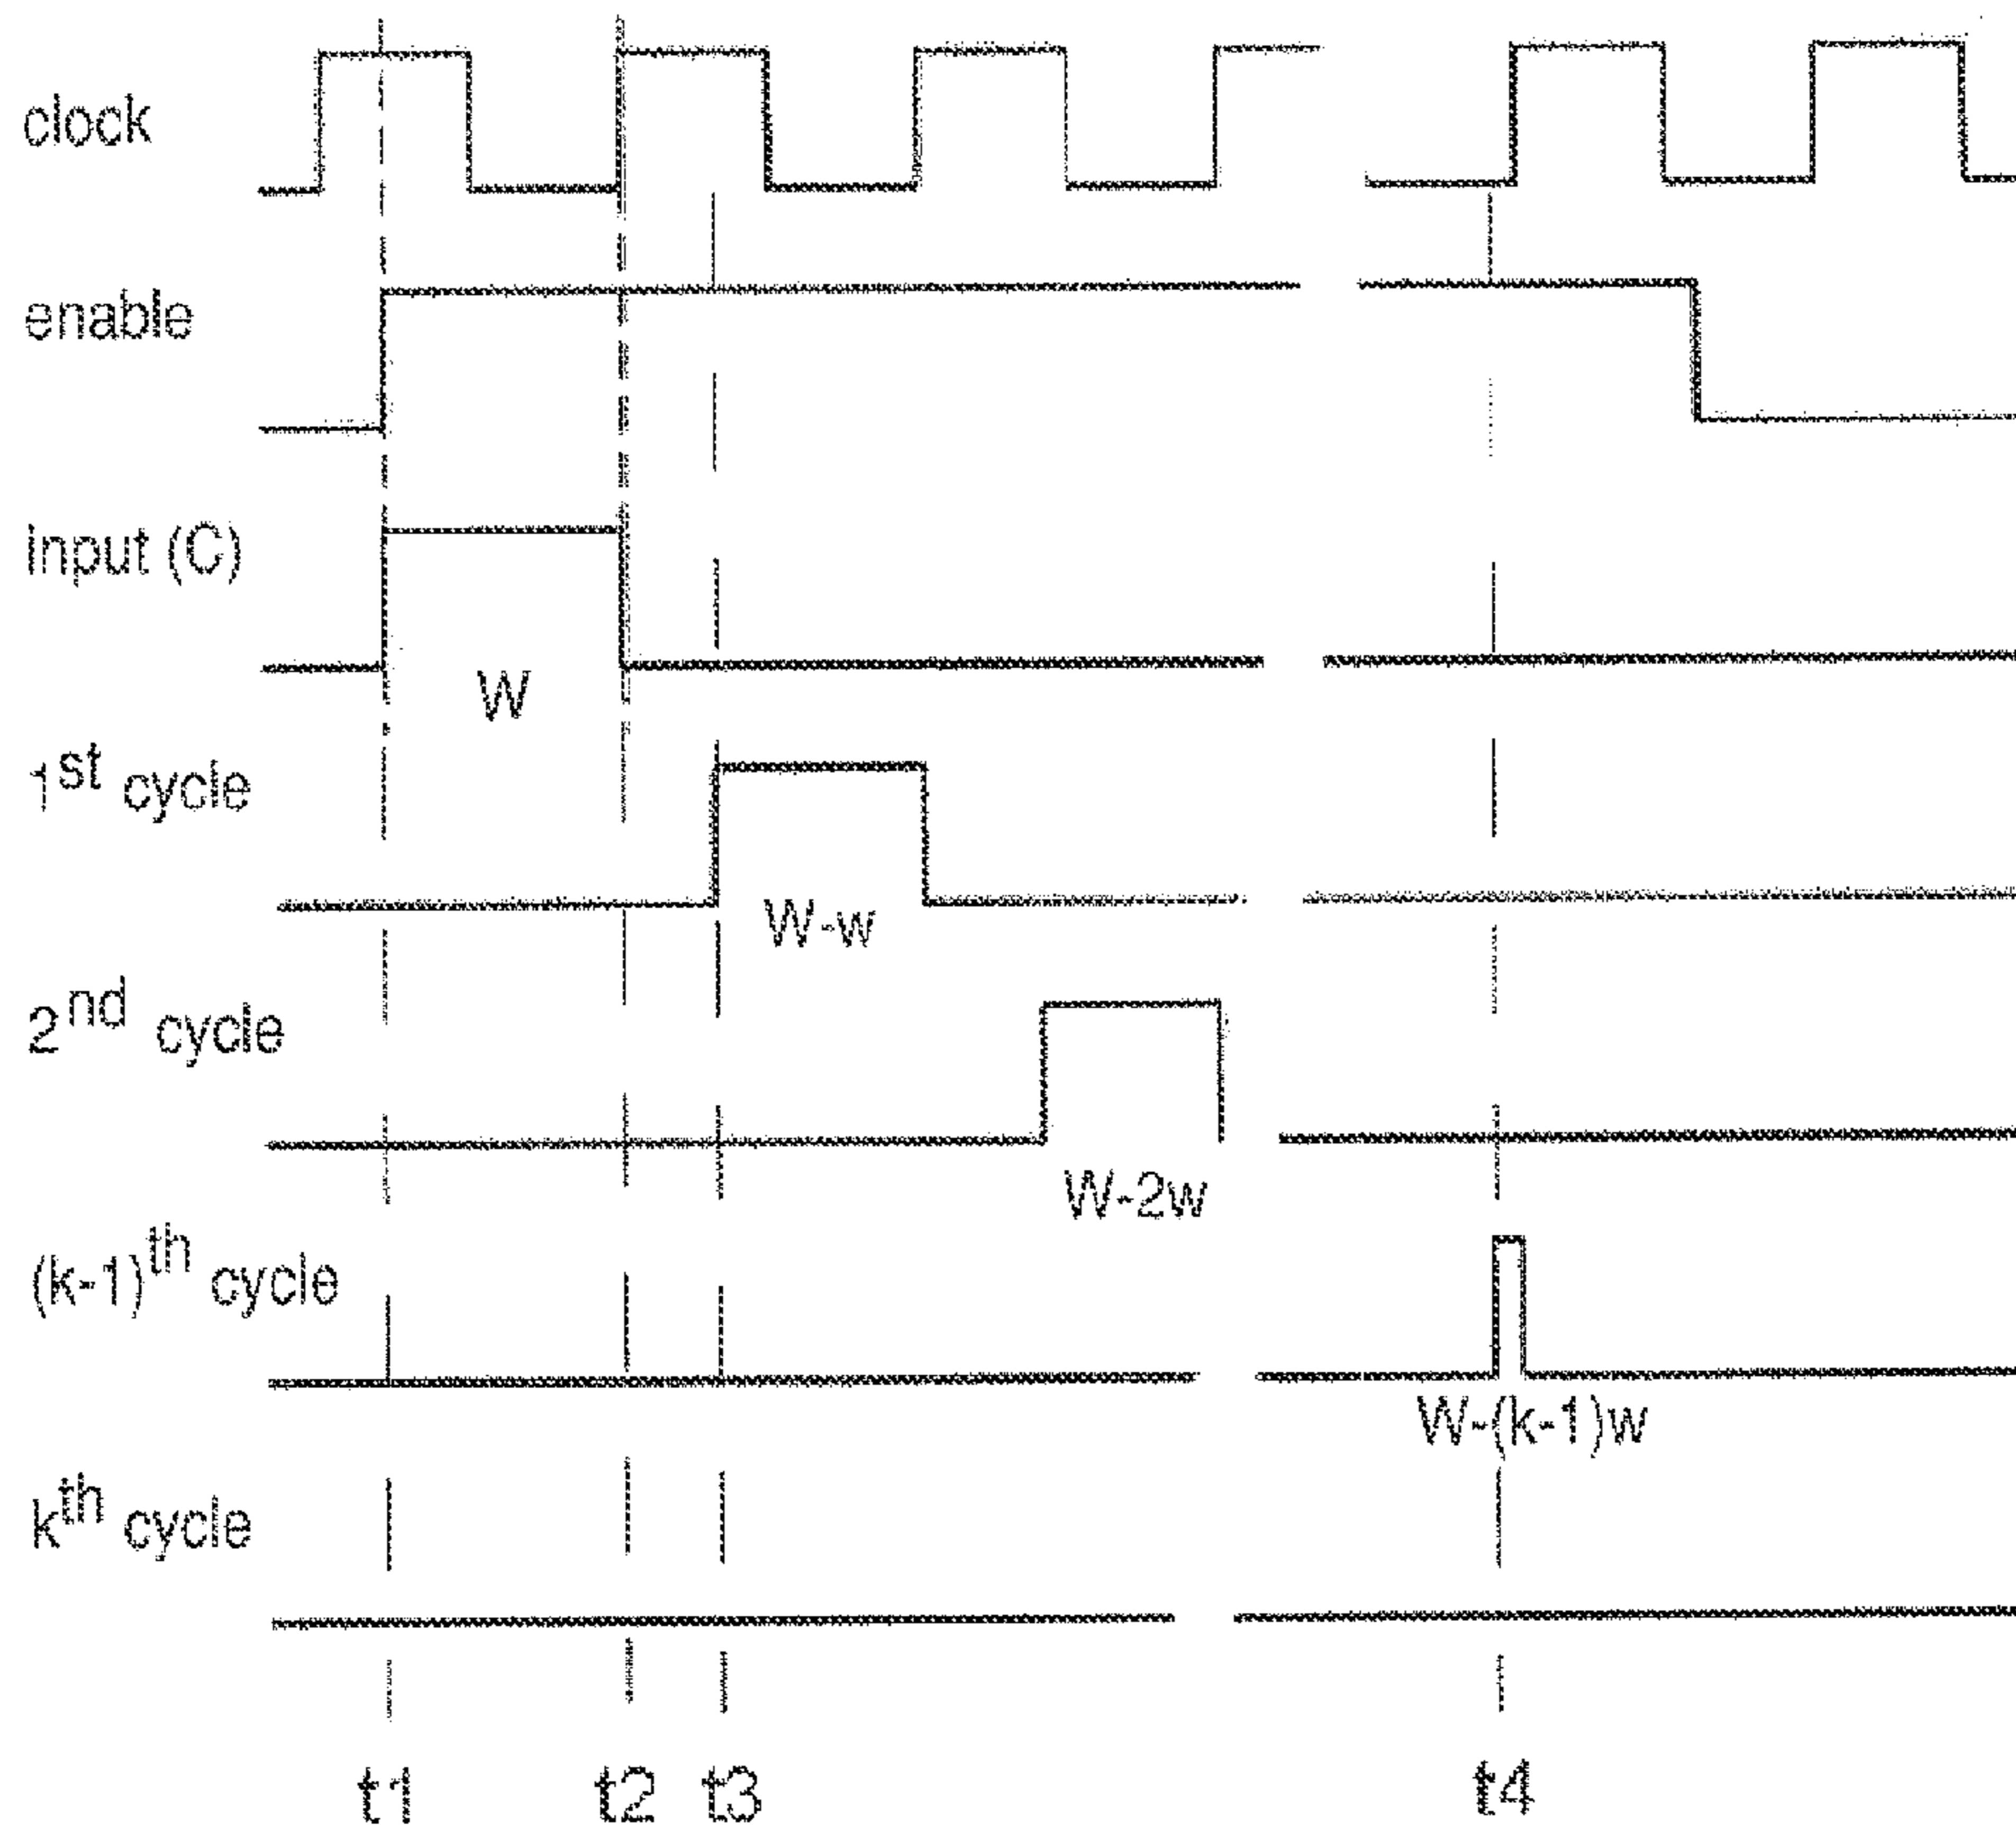 clock
enable
input (C)
W
1st cycle
W-w
2nd cycle
W-2w
(k-1)th cycle
W-(k-1)w
kth cycle
t1 t2 t3 t4